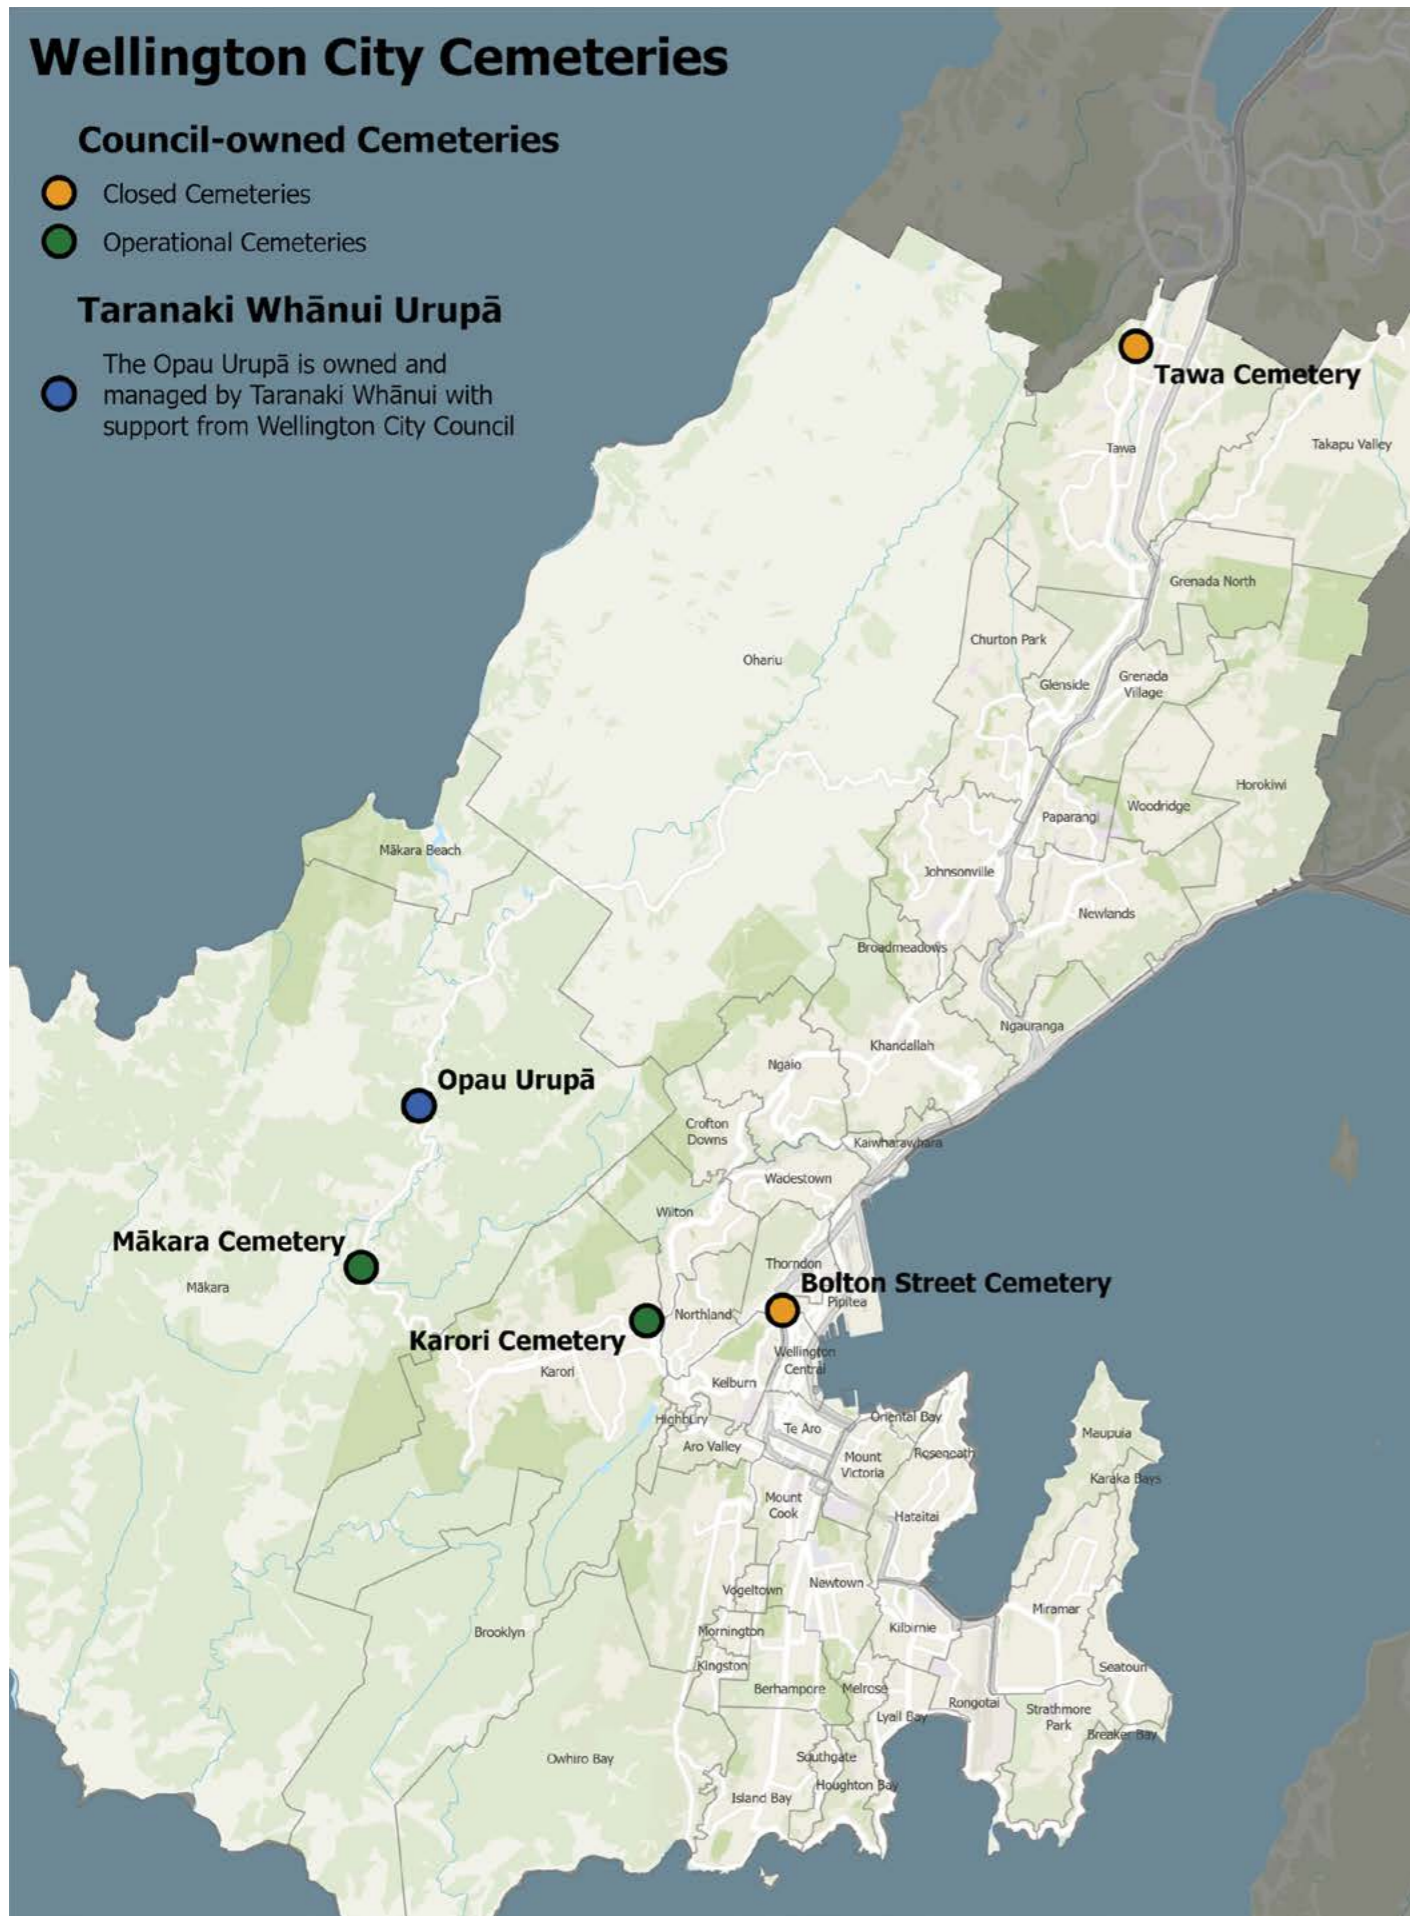 Wellington City Cemeteries
Council-owned Cemeteries
Closed Cemeteries
Operational Cemeteries
Taranaki Whānui Urupā
The Opau Urupā is owned and
managed by Taranaki Whānui with
support from Wellington City Council
Tawa Cemetery
Tawa
Takapu Valley
Grenada North
Churton Park
Ohariu
Glenside
Grenada
Village
Horokiwi
Woodridge
Paparangi
Mākara Beach
Johnsonville
Newlands
Broadmeadows
Ngauranga
Khandallah
Ngaio
Opau Urupā
Crofton
Downs
Kaiwharawhara
Wadestown
Wilton
Mākara Cemetery
Thorndon
Mākara
Bolton Street Cemetery
Pipitea
Northland
Karori Cemetery
Wellington
Central
Karori
Kelburn
Highbury
Oriental Bay
Te Aro
Maupuia
Aro Valley
Roseneath
Mount
Victoria
Karaka Bays
Mount
Cook
Hataitai
Newtown
Vogeltown
Miramar
Kilbirnie
Brooklyn
Mornington
Kingston
Seatoun
Berhampore
Melrose
Rongotai
Strathmore
Park
Lyall Bay
Breaker Bay
Southgate
Owhiro Bay
Houghton Bay
Island Bay